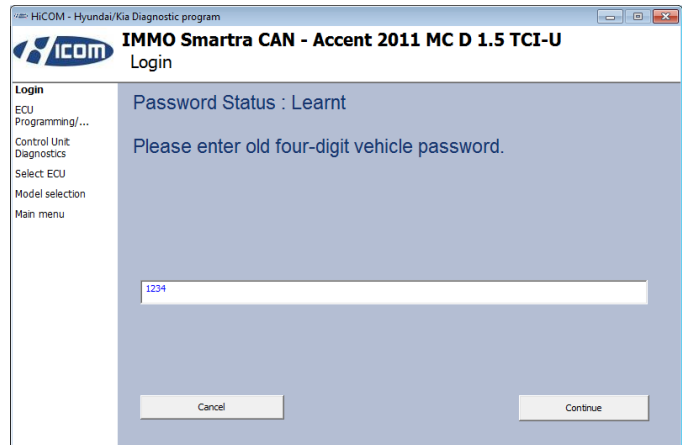 HiCOM - Hyundai/Kia Diagnostic program
HICOM
IMMO Smartra CAN - Accent 2011 MC D 1.5 TCI-U
Login
Login
ECU
Programming/...
Control Unit
Diagnostics
Select ECU
Model selection
Main menu
Password Status : Learnt
Please enter old four-digit vehicle password.
1234
Cancel
Continue